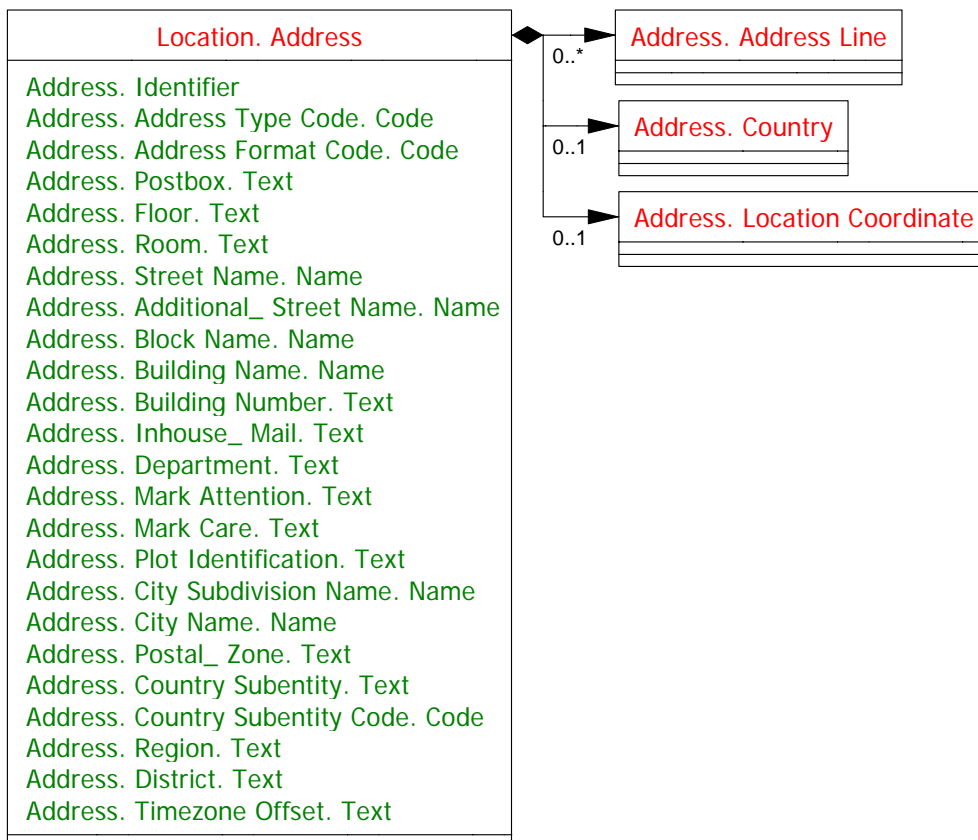 Location. Address
Address. Identifier
Address. Address Type Code. Code
Address. Address Format Code. Code
Address. Postbox. Text
Address. Floor. Text
Address. Room. Text
Address. Street Name. Name
Address. Additional_ Street Name. Name
Address. Block Name. Name
Address. Building Name. Name
Address. Building Number. Text
Address. Inhouse_ Mail. Text
Address. Department. Text
Address. Mark Attention. Text
Address. Mark Care. Text
Address. Plot Identification. Text
Address. City Subdivision Name. Name
Address. City Name. Name
Address. Postal_ Zone. Text
Address. Country Subentity. Text
Address. Country Subentity Code. Code
Address. Region. Text
Address. District. Text
Address. Timezone Offset. Text
0..*
Address. Address Line
0..1
Address. Country
0..1
Address. Location Coordinate